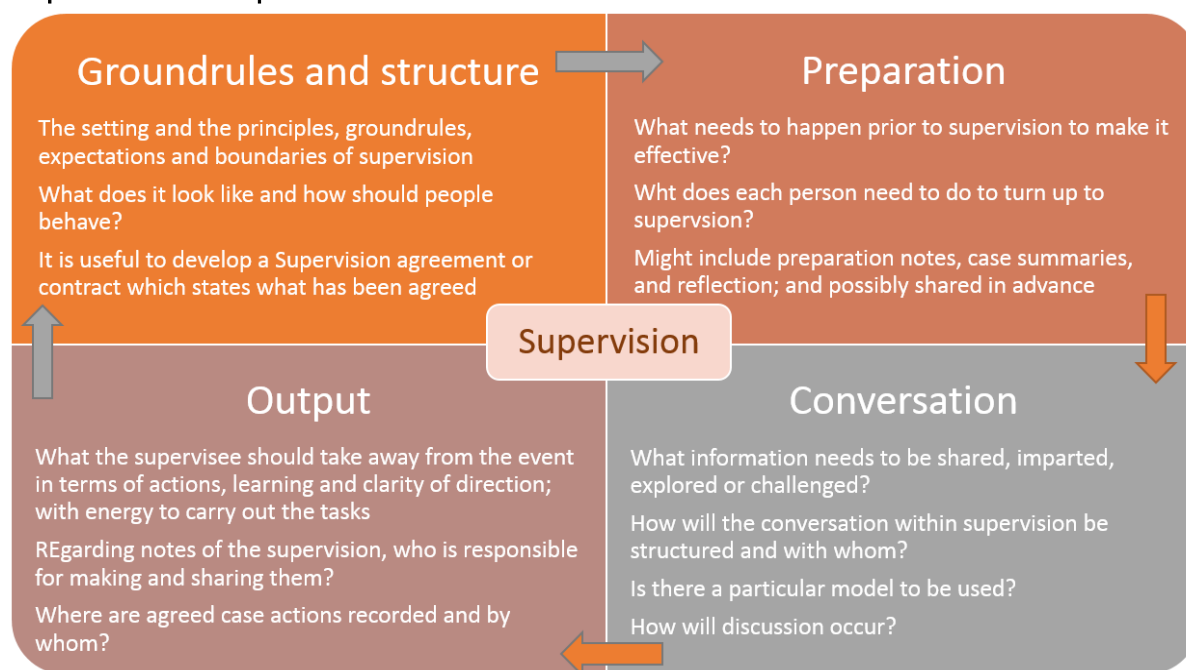 Groundrules and structure
The setting and the principles, groundrules,
expectations and boundaries of supervision
What does it look like and how should people
behave?
It is useful to develop a Supervision agreement or
contract which states what has been agreed
Preparation
What needs to happen prior to supervision to make it
effective?
Wht does each person need to do to turn up to
supervsion?
Might include preparation notes, case summaries,
and reflection; and possibly shared in advance
Supervision
Output
What the supervisee should take away from the event
in terms of actions, learning and clarity of direction;
with energy to carry out the tasks
REgarding notes of the supervision, who is responsible
for making and sharing them?
Where are agreed case actions recorded and by
whom?
Conversation
What information needs to be shared, imparted,
explored or challenged?
How will the conversation within supervision be
structured and with whom?
Is there a particular model to be used?
How will discussion occur?